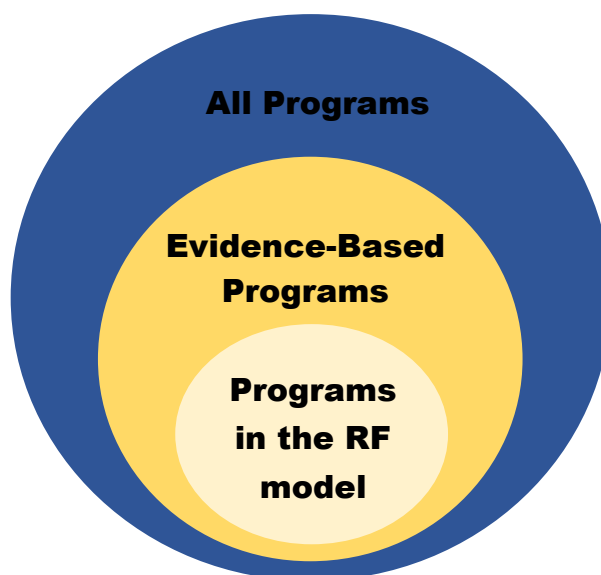 All Programs
Evidence-Based
Programs
Programs
in the RF
model